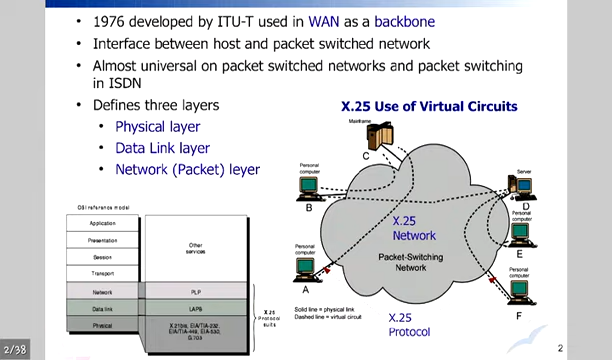 • 1976 developed by ITU-T used in WAN as a backbone
• Interface between host and packet switched network
• Almost universal on packet switched networks and packet switching
in ISDN
• Defines three layers
• Physical layer
• Data Link layer
• Network (Packet) leyer
X.25 Use of Virtual Circuits
Mainframe
C
Personal
computer
B
Server
D
Personal
computer
E
X.25
Network
Packet-Switching
Network
Personal
computer
A
Personal
computer
F
Solid line = physical link
Dashed line = virtual circuit
X.25
Protocol
OSI reference model
Application
Presentation
Session
Transport
Network
Data link
Physical
Other
services
PLP
LAPB
X.21bis, EIA/TIA-232,
EIA/TIA-449, EIA-530,
G.703
X.25
Protocol
suite
2/38
2